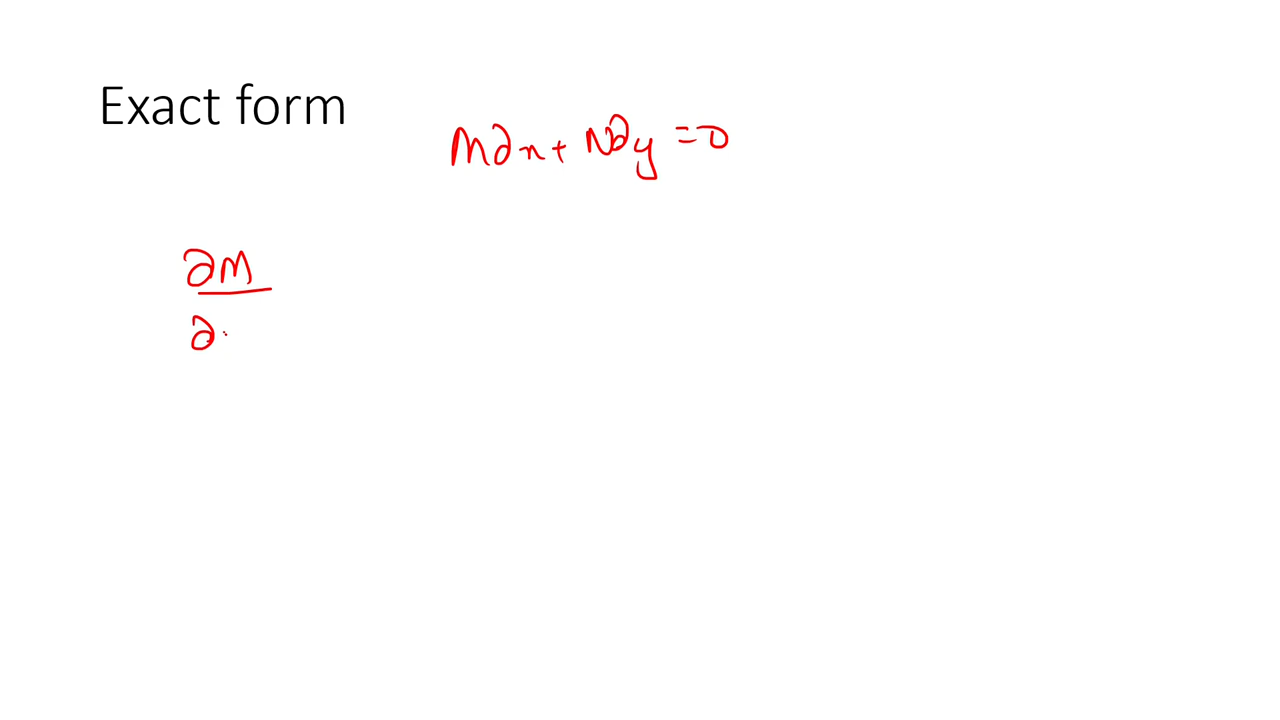 Exact form
M∂x + N∂y = 0
∂M
∂